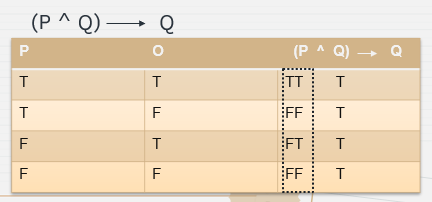 (P ^ Q) ⟶ Q
P O (P ^ Q) → Q
T T TT T
T F FF T
F T FT T
F F FF T